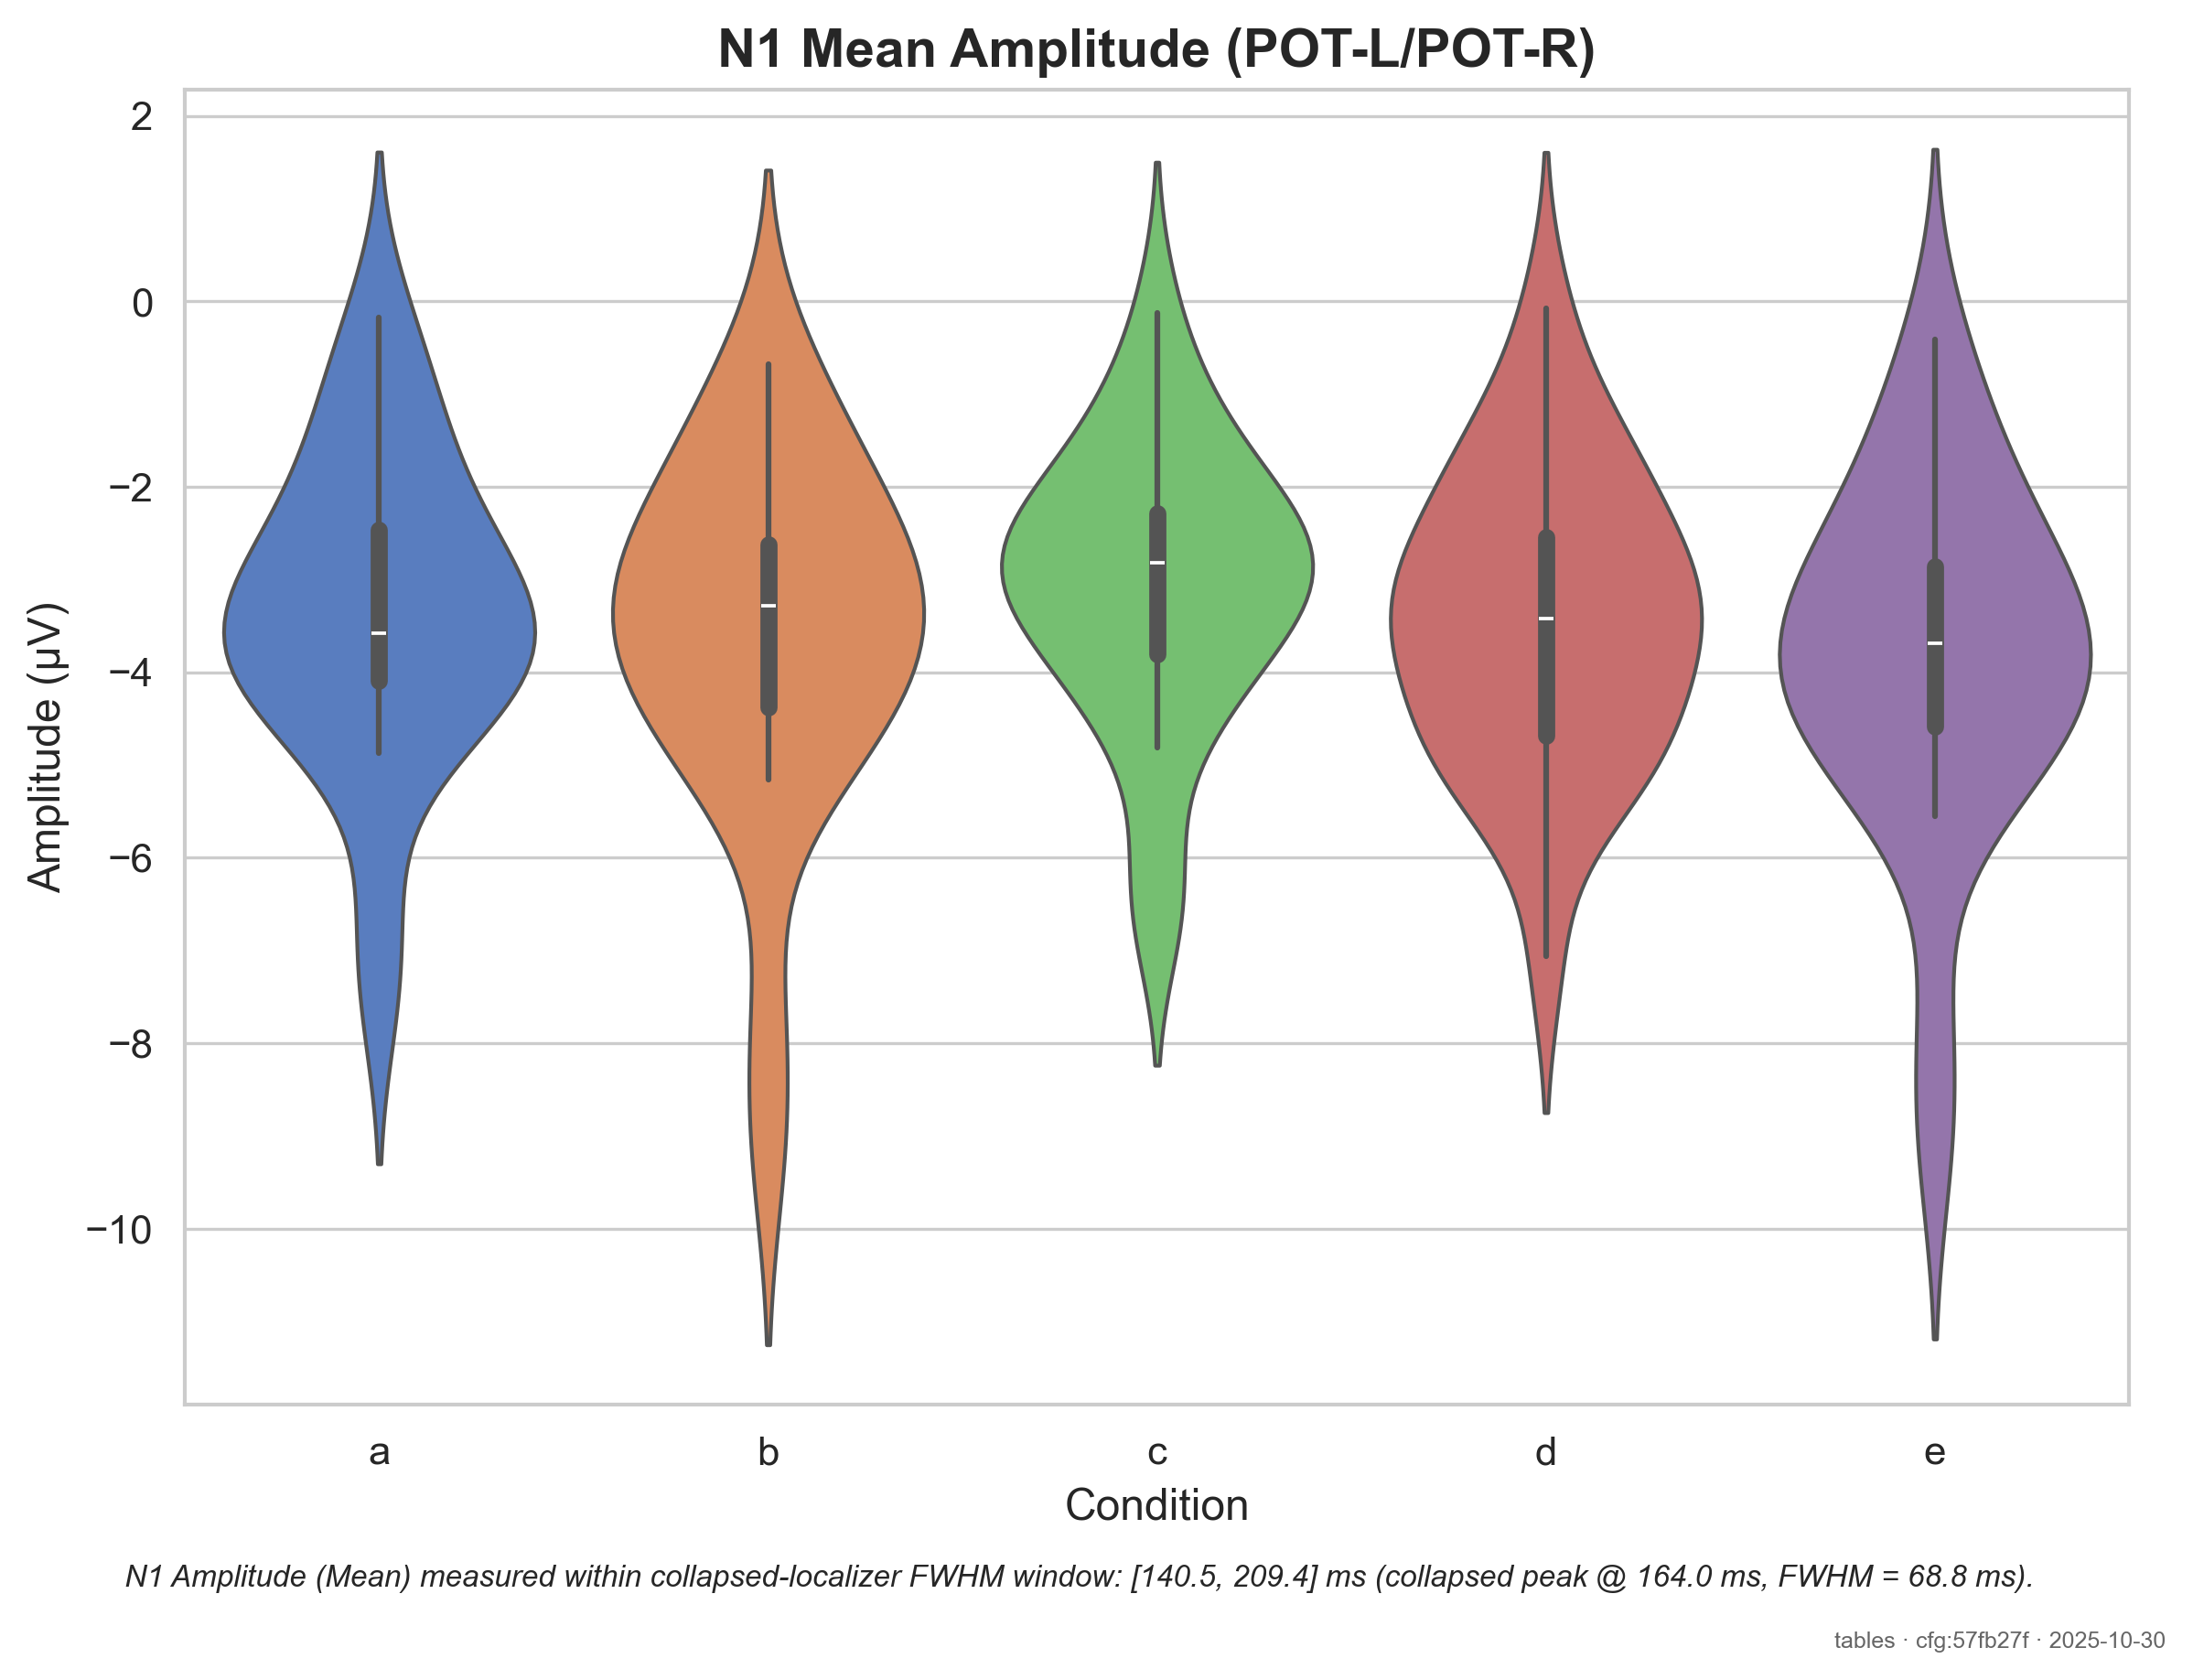 N1 Mean Amplitude (POT-L/POT-R)
2
0
−2
−4
−6
−8
−10
Amplitude (µV)
a b c d e
Condition
N1 Amplitude (Mean) measured within collapsed-localizer FWHM window: [140.5, 209.4] ms (collapsed peak @ 164.0 ms, FWHM = 68.8 ms).
tables · cfg:57fb27f · 2025-10-30